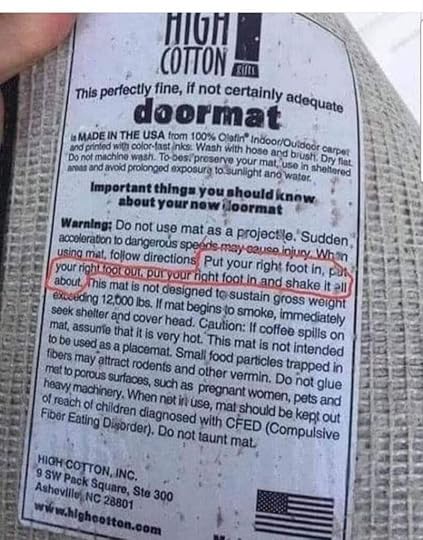 HIGH
COTTON
This perfectly fine, if not certainly adequate
doormat
is MADE IN THE USA from 100% Olafin® Indoor/Outdoor carpet
and printed with color-fast inks. Wash with hose and brush. Dry flat.
Do not machine wash. To best preserve your mat, use in sheltered
areas and avoid prolonged exposure to sunlight and water.
Important things you should know
about your new doormat
Warning: Do not use mat as a projectile. Sudden
acceleration to dangerous speeds may cause injury. When
using mat, follow directions: Put your right foot in, put
your right foot out, put your right foot in and shake it all
about. This mat is not designed to sustain gross weight
exceeding 12,000 lbs. If mat begins to smoke, immediately
seek shelter and cover head. Caution: If coffee spills on
mat, assume that it is very hot. This mat is not intended
to be used as a placemat. Small food particles trapped in
fibers may attract rodents and other vermin. Do not glue
mat to porous surfaces, such as pregnant women, pets and
heavy machinery. When not in use, mat should be kept out
of reach of children diagnosed with CFED (Compulsive
Fiber Eating Disorder). Do not taunt mat.
HIGH COTTON, INC.
9 SW Pack Square, Ste 300
Asheville, NC 28801
www.highcotton.com